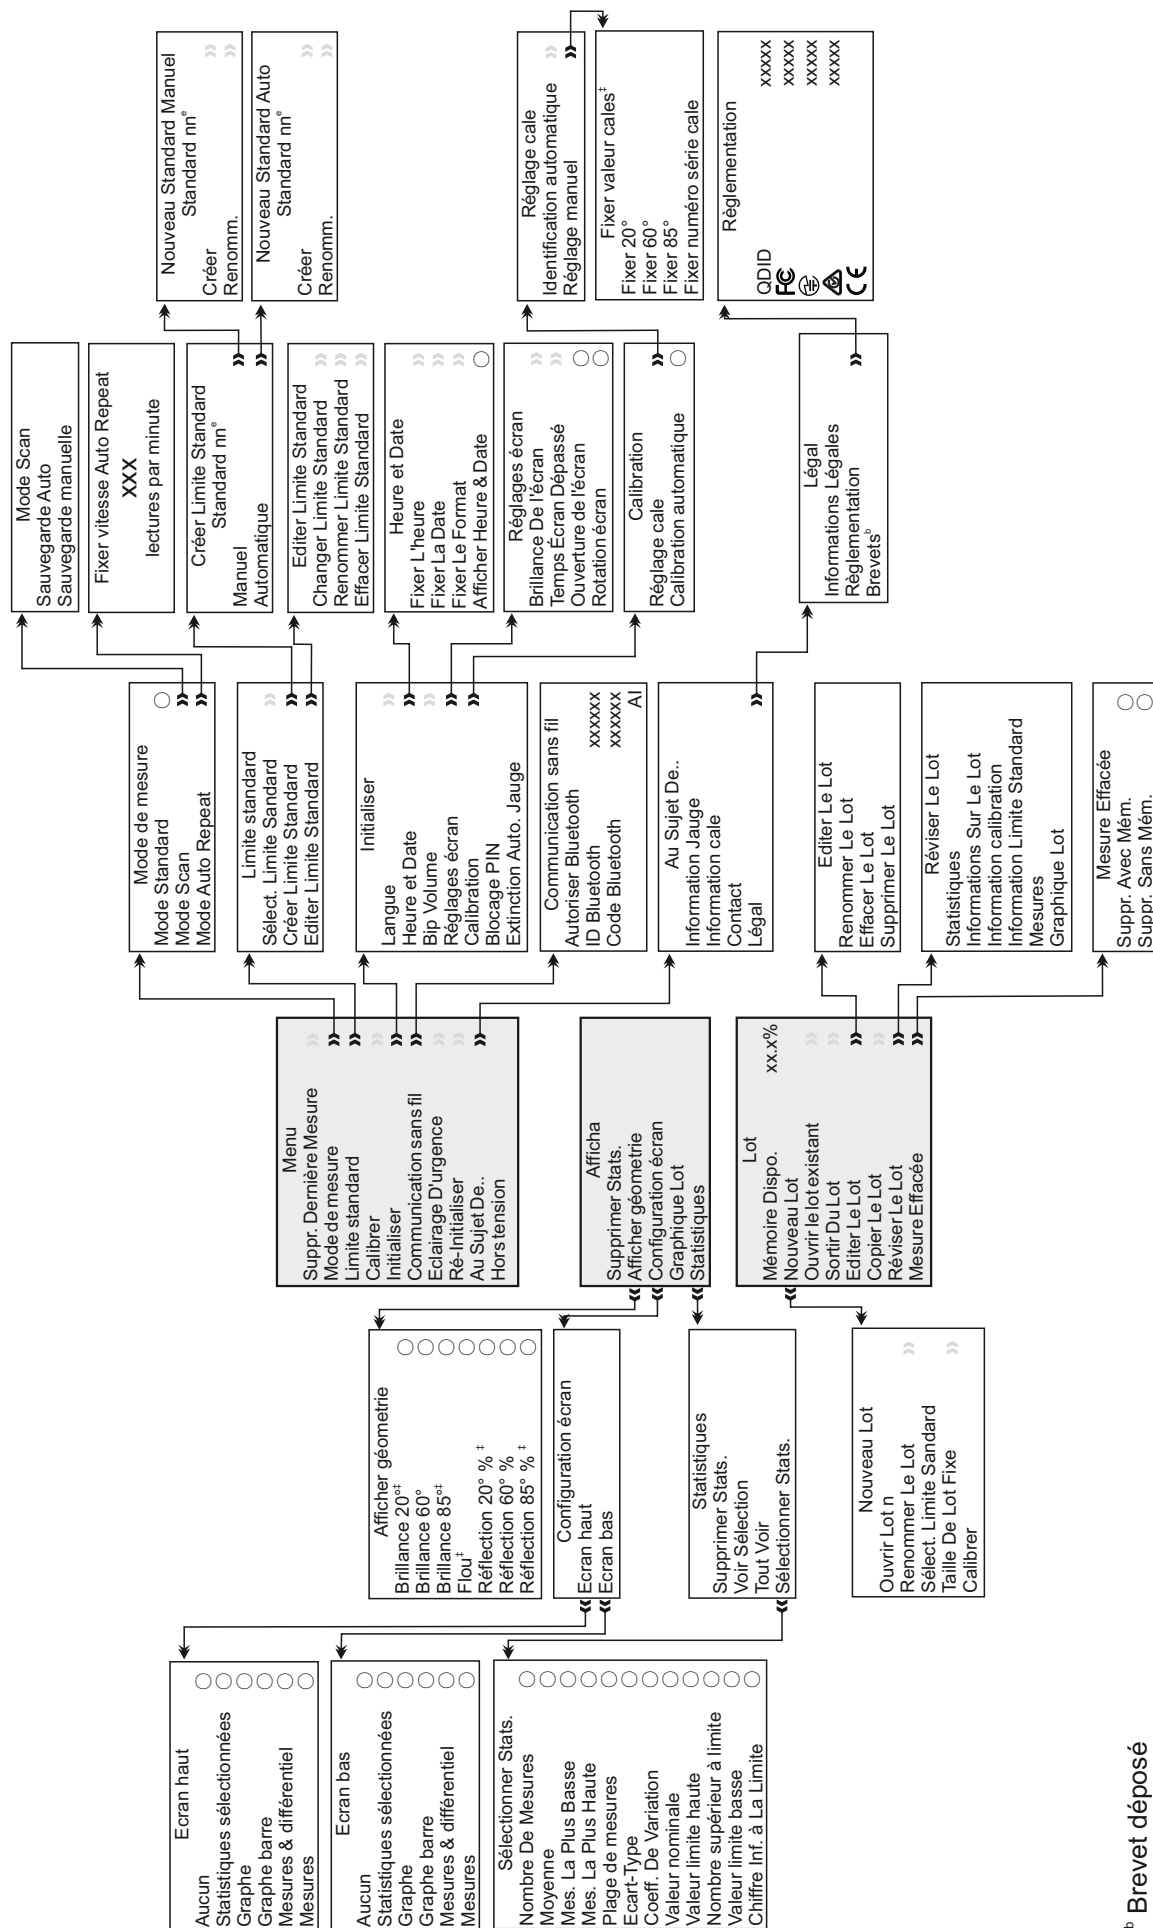 Ecran haut
Aucun
Statistiques sélectionnées
Graphe
Graphe barre
Mesures & différentiel
Mesures
Ecran bas
Aucun
Statistiques sélectionnées
Graphe
Graphe barre
Mesures & différentiel
Mesures
Sélectionner Stats.
Nombre De Mesures
Moyenne
Mes. La Plus Basse
Mes. La Plus Haute
Plage de mesures
Ecart-Type
Coeff. De Variation
Valeur nominale
Valeur limite haute
Nombre supérieur à limite
Valeur limite basse
Chiffre Inf. à La Limite
Afficher géometrie
Brillance 20°‡
Brillance 60°
Brillance 85°‡
Flou‡
Réflection 20° % ‡
Réflection 60° %
Réflection 85° % ‡
Configuration écran
Ecran haut
Ecran bas
Statistiques
Supprimer Stats.
Voir Sélection
Tout Voir
Sélectionner Stats.
Nouveau Lot
Ouvrir Lot n
Renommer Le Lot
Sélect. Limite Sandard
Taille De Lot Fixe
Calibrer
Menu
Suppr. Dernière Mesure
Mode de mesure
Limite standard
Calibrer
Initialiser
Communication sans fil
Eclairage D'urgence
Ré-Initialiser
Au Sujet De..
Hors tension
Afficha
Supprimer Stats.
Afficher géometrie
Configuration écran
Graphique Lot
Statistiques
Lot
Mémoire Dispo. xx.x%
Nouveau Lot
Ouvrir le lot existant
Sortir Du Lot
Editer Le Lot
Copier Le Lot
Réviser Le Lot
Mesure Effacée
Mode de mesure
Mode Standard
Mode Scan
Mode Auto Repeat
Limite standard
Sélect. Limite Sandard
Créer Limite Standard
Editer Limite Standard
Initialiser
Langue
Heure et Date
Bip Volume
Réglages écran
Calibration
Blocage PIN
Extinction Auto. Jauge
Communication sans fil
Autoriser Bluetooth
ID Bluetooth xxxxxx
Code Bluetooth xxxxxx
AI
Au Sujet De..
Information Jauge
Information cale
Contact
Légal
Editer Le Lot
Renommer Le Lot
Effacer Le Lot
Supprimer Le Lot
Réviser Le Lot
Statistiques
Informations Sur Le Lot
Information calibration
Information Limite Standard
Mesures
Graphique Lot
Mesure Effacée
Suppr. Avec Mém.
Suppr. Sans Mém.
Mode Scan
Sauvegarde Auto
Sauvegarde manuelle
Fixer vitesse Auto Repeat
XXX
lectures par minute
Créer Limite Standard
Standard nnᵉ
Manuel
Automatique
Editer Limite Standard
Changer Limite Standard
Renommer Limite Standard
Effacer Limite Standard
Heure et Date
Fixer L'heure
Fixer La Date
Fixer Le Format
Afficher Heure & Date
Réglages écran
Brillance De l'écran
Temps Écran Dépassé
Ouverture de l'écran
Rotation écran
Calibration
Réglage cale
Calibration automatique
Légal
Informations Légales
Règlementation
Brevetsᵇ
Nouveau Standard Manuel
Standard nnᵉ
Créer
Renomm.
Nouveau Standard Auto
Standard nnᵉ
Créer
Renomm.
Réglage cale
Identification automatique
Réglage manuel
Fixer valeur cales‡
Fixer 20°
Fixer 60°
Fixer 85°
Fixer numéro série cale
Règlementation
QDID xxxxx
FC xxxxx
xxxxx
CE xxxxx
ᵇ Brevet déposé